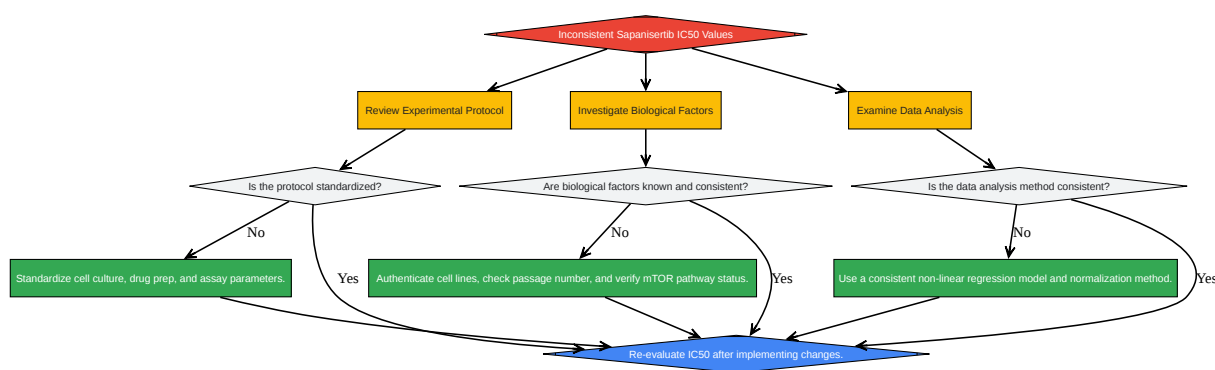 Inconsistent Sapanisertib IC50 Values
Review Experimental Protocol
Investigate Biological Factors
Examine Data Analysis
Is the protocol standardized?
Are biological factors known and consistent?
Is the data analysis method consistent?
No
No
No
Standardize cell culture, drug prep, and assay parameters.
Yes
Authenticate cell lines, check passage number, and verify mTOR pathway status.
Yes
Use a consistent non-linear regression model and normalization method.
Yes
Re-evaluate IC50 after implementing changes.